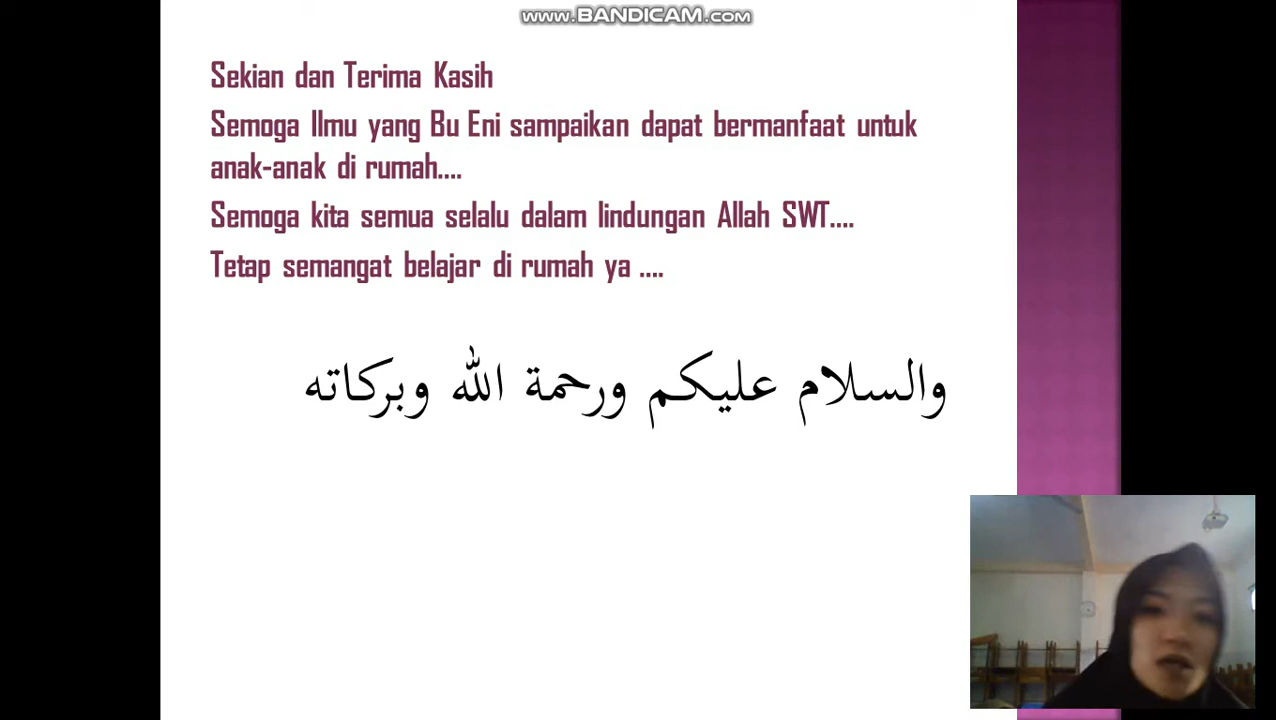 www.BANDICAM.com
Sekian dan Terima Kasih
Semoga Ilmu yang Bu Eni sampaikan dapat bermanfaat untuk
anak-anak di rumah....
Semoga kita semua selalu dalam lindungan Allah SWT....
Tetap semangat belajar di rumah ya ....
والسلام عليكم ورحمة الله وبركاته